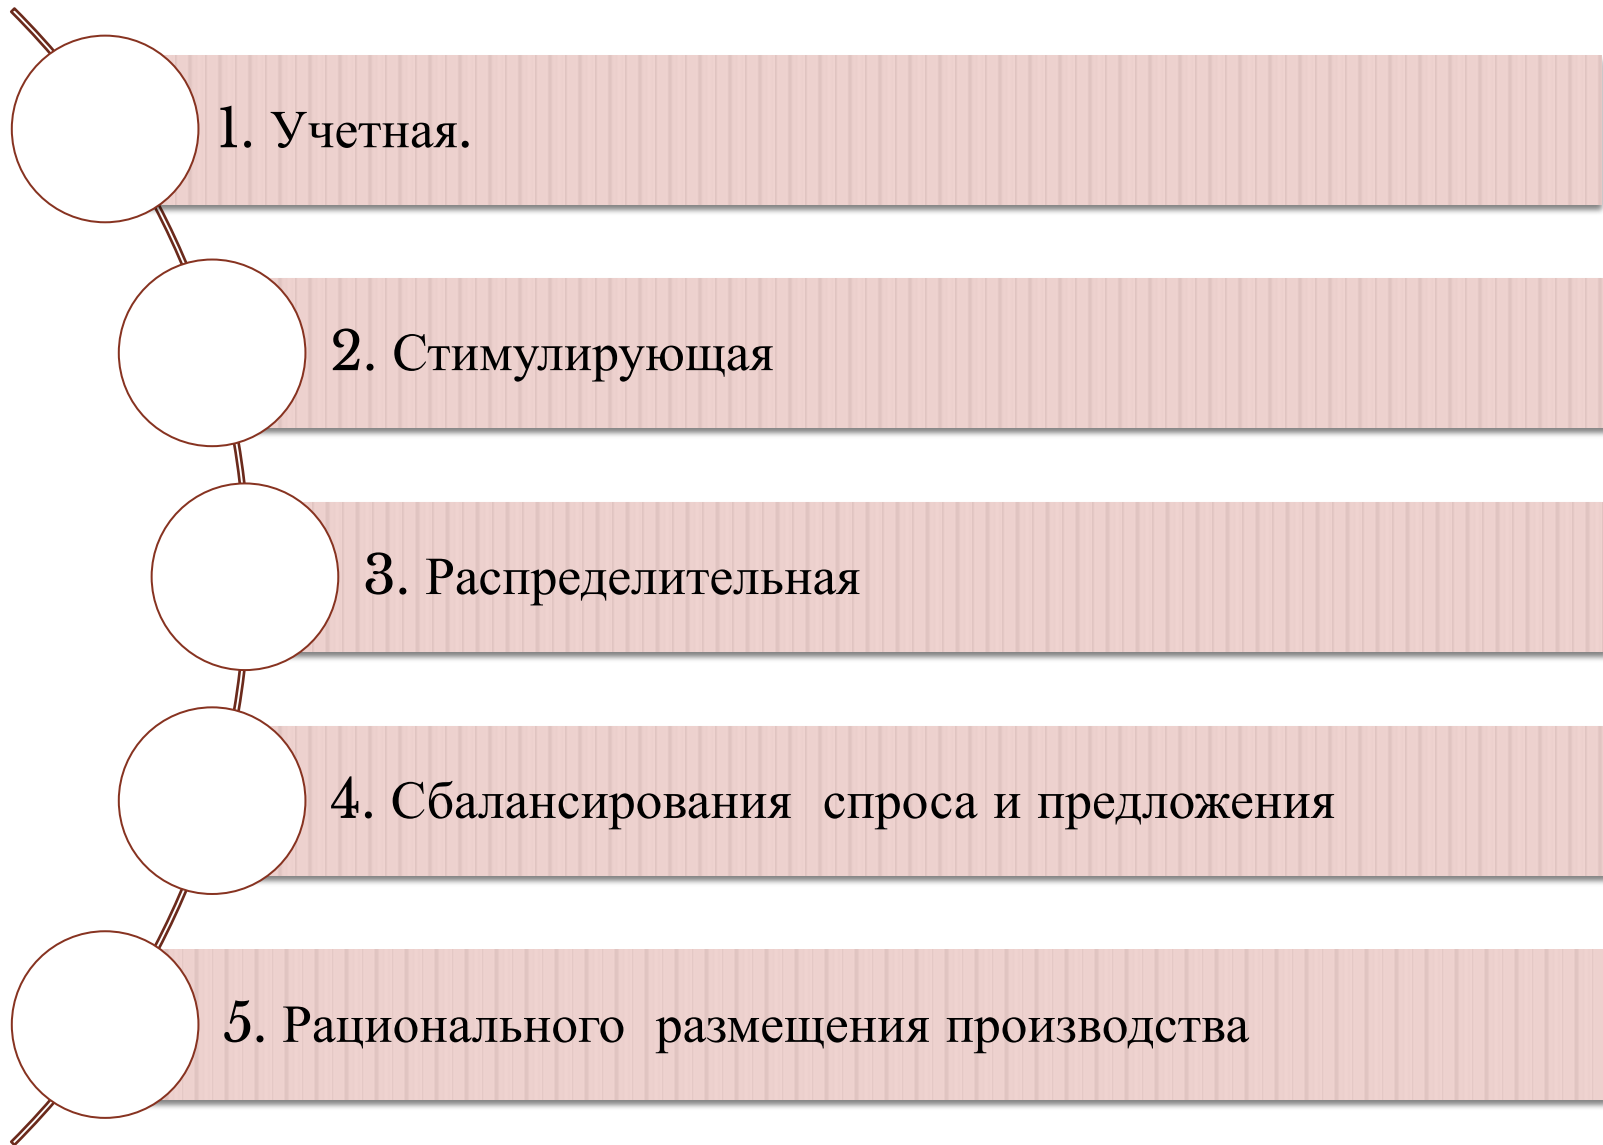 1. Учетная.
2. Стимулирующая
3. Распределительная
4. Сбалансирования спроса и предложения
5. Рационального размещения производства